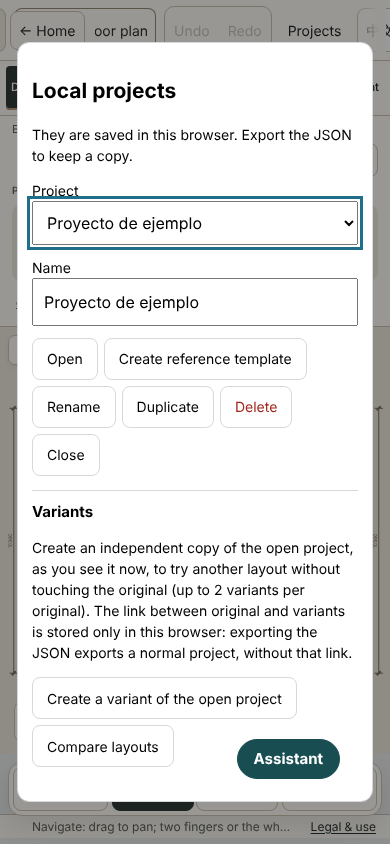 ← Home
oor plan
Undo
Redo
Projects
Local projects
They are saved in this browser. Export the JSON
to keep a copy.
Project
Proyecto de ejemplo
Name
Proyecto de ejemplo
Open
Create reference template
Rename
Duplicate
Delete
Close
Variants
Create an independent copy of the open project,
as you see it now, to try another layout without
touching the original (up to 2 variants per
original). The link between original and variants
is stored only in this browser: exporting the
JSON exports a normal project, without that link.
Create a variant of the open project
Compare layouts
Assistant
Navigate: drag to pan; two fingers or the wh...
Legal & use